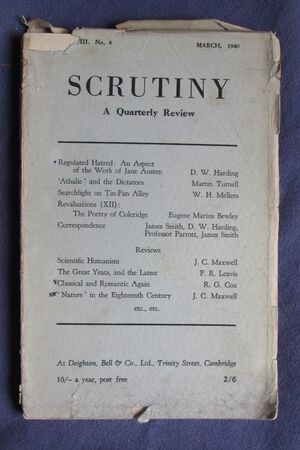 III. No. 4 MARCH, 1940
SCRUTINY
A Quarterly Review
Regulated Hatred: An Aspect
of the Work of Jane Austen D. W. Harding
'Athalie' and the Dictators Martin Turnell
Searchlight on Tin-Pan Alley W. H. Mellers
Revaluations (XII):
The Poetry of Coleridge Eugene Marius Bewley
Correspondence James Smith, D. W. Harding,
Professor Parrott, James Smith
Reviews
Scientific Humanism J. C. Maxwell
The Great Yeats, and the Latest F. R. Leavis
Classical and Romantic Again R. G. Cox
'Nature' in the Eighteenth Century J. C. Maxwell
etc., etc.
At Deighton, Bell & Co., Ltd., Trinity Street, Cambridge
10/- a year, post free 2/6